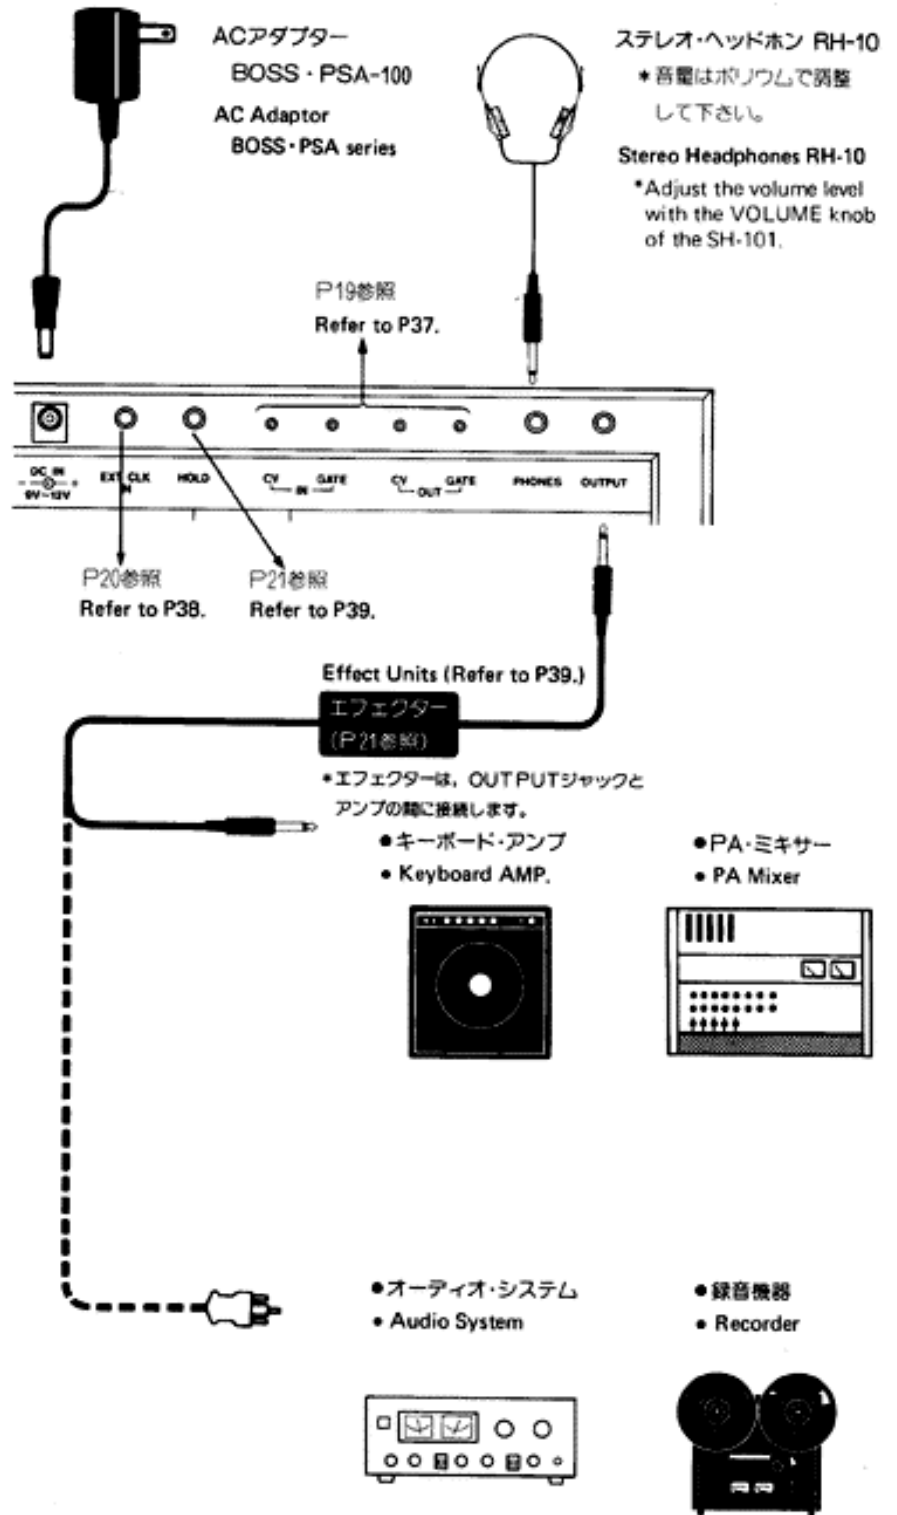 ACアダプター
BOSS・PSA-100
AC Adaptor
BOSS・PSA series
ステレオ・ヘッドホン RH-10
*音量はボリウムで調整
して下さい。
Stereo Headphones RH-10
*Adjust the volume level
with the VOLUME knob
of the SH-101.
P19参照
Refer to P37.
DC IN
9V~12V
EXT CLK
IN
HOLD
CV GATE
IN
CV GATE
OUT
PHONES
OUTPUT
P20参照
Refer to P38.
P21参照
Refer to P39.
Effect Units (Refer to P39.)
エフェクター
(P21参照)
*エフェクターは，OUTPUTジャックと
アンプの間に接続します。
●キーボード・アンプ
● Keyboard AMP.
●PA・ミキサー
● PA Mixer
●オーディオ・システム
● Audio System
●録音機器
● Recorder